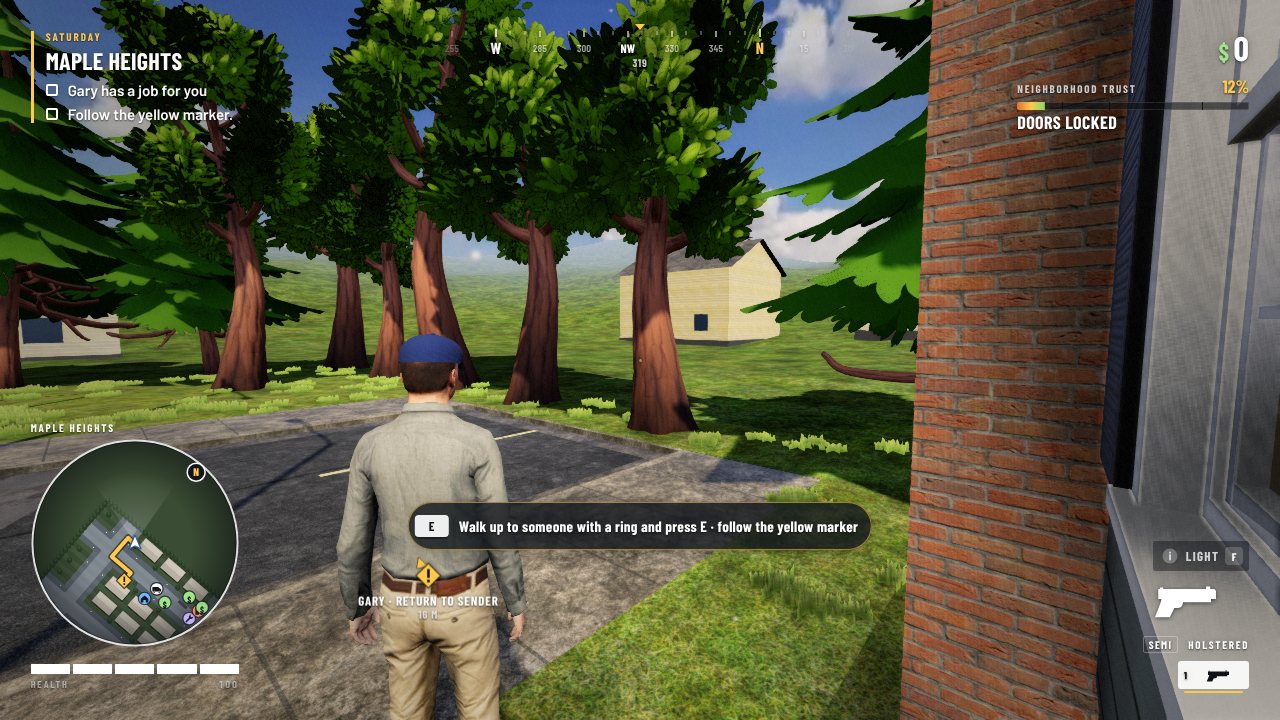 SATURDAY
MAPLE HEIGHTS
Gary has a job for you
Follow the yellow marker.
255 W 285 300 NW 330 345 N 15
319
$0
NEIGHBORHOOD TRUST 12%
DOORS LOCKED
MAPLE HEIGHTS
N
E Walk up to someone with a ring and press E · follow the yellow marker
GARY · RETURN TO SENDER
16 M
LIGHT F
SEMI HOLSTERED
1
HEALTH 100